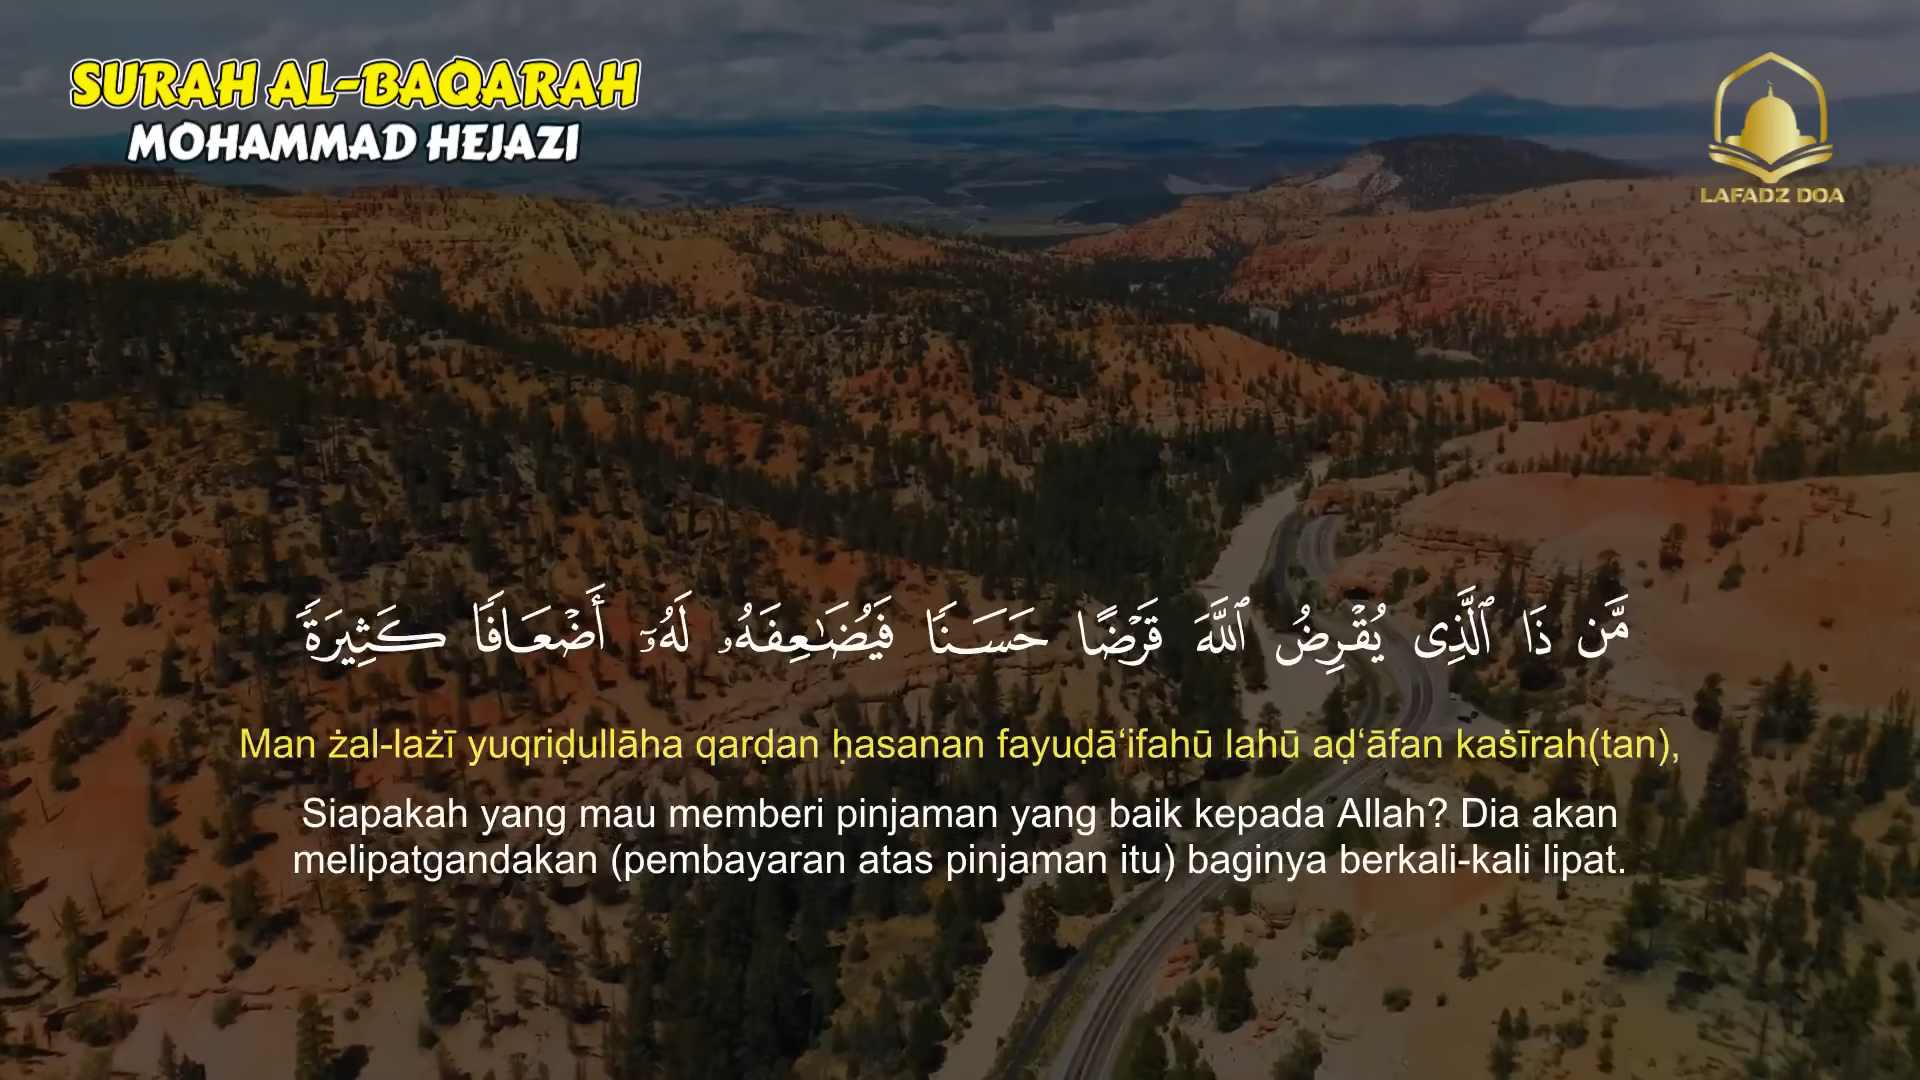 SURAH AL-BAQARAH
MOHAMMAD HEJAZI
LAFADZ DOA
مَّن ذَا ٱلَّذِى يُقْرِضُ ٱللَّهَ قَرْضًا حَسَنًا فَيُضَـٰعِفَهُۥ لَهُۥٓ أَضْعَافًا كَثِيرَةً ۚ
Man żal-lażī yuqriḍullāha qarḍan ḥasanan fayuḍā‘ifahū lahū aḍ‘āfan kaṡīrah(tan),
Siapakah yang mau memberi pinjaman yang baik kepada Allah? Dia akan
melipatgandakan (pembayaran atas pinjaman itu) baginya berkali-kali lipat.